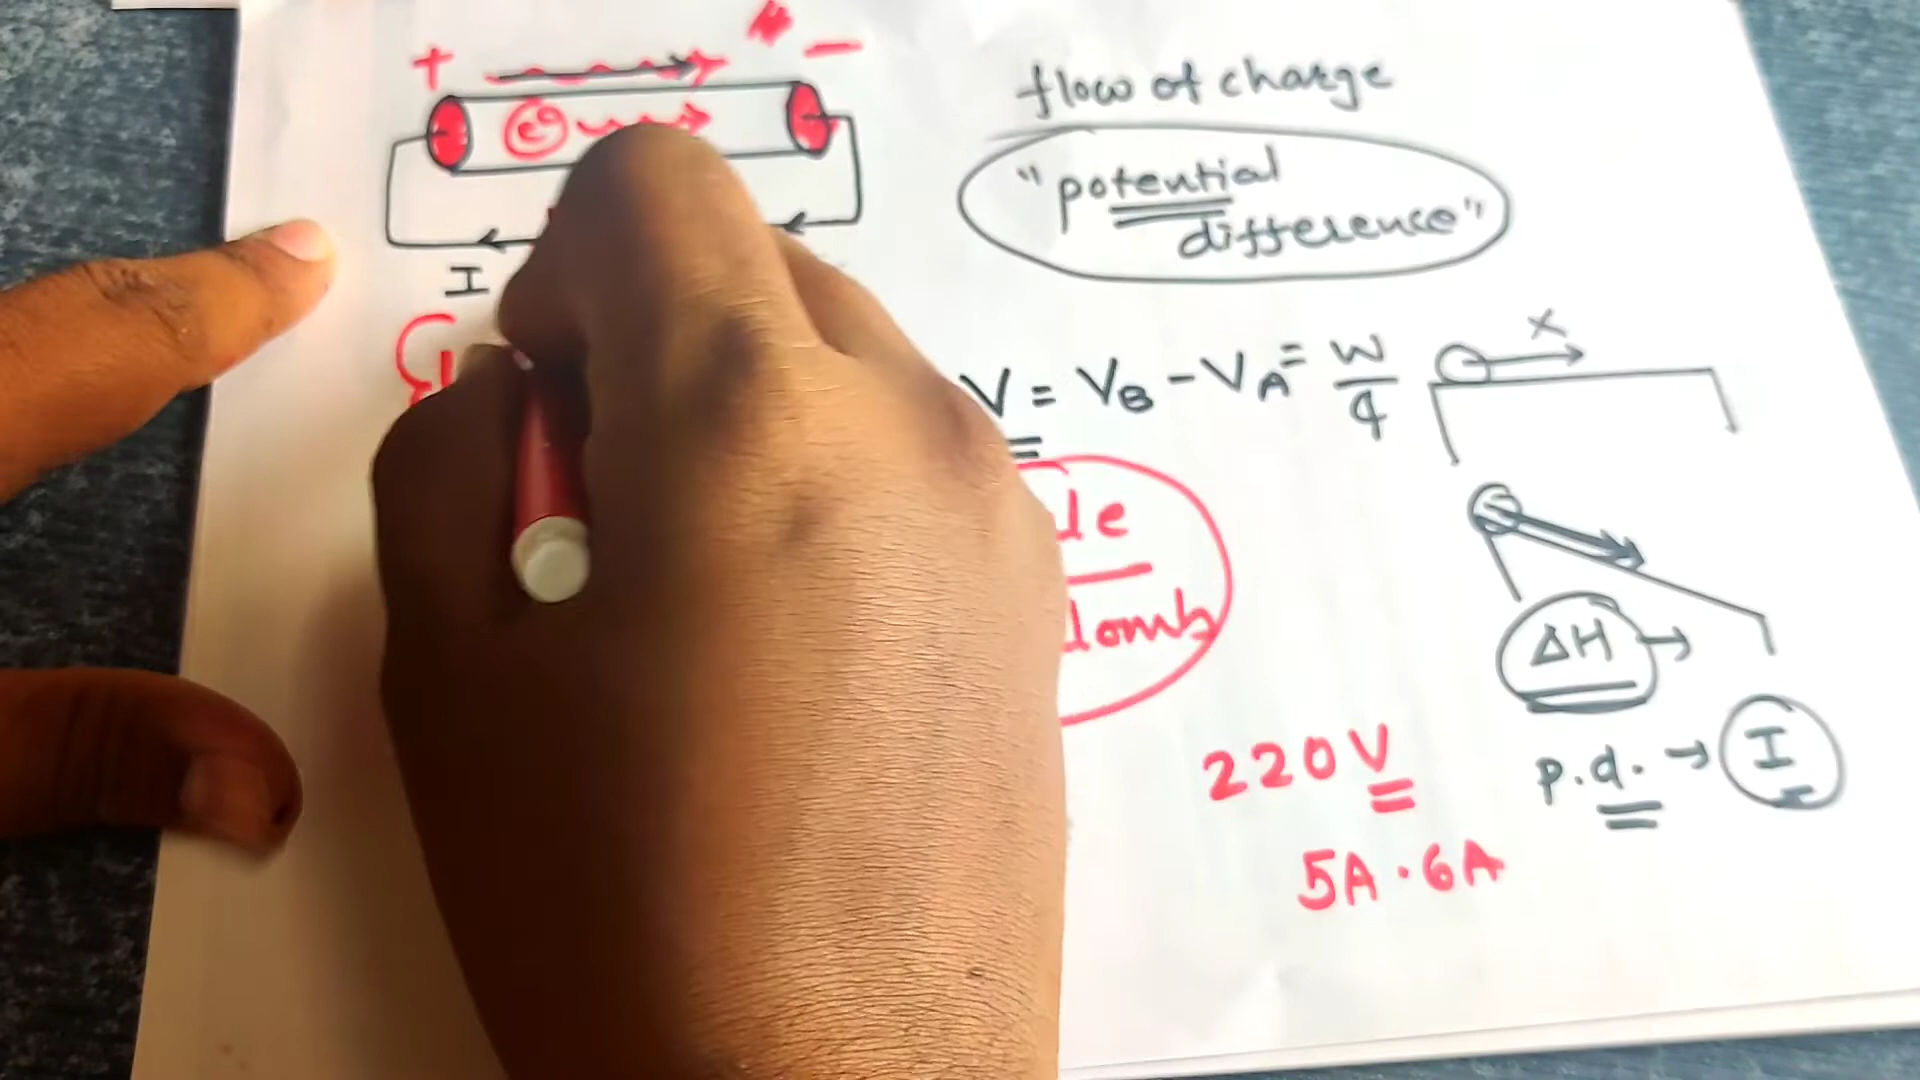 + −
e
I
flow of charge
"potential
difference"
V = VB - VA = W
q
x
220V
5A . 6A
ΔH →
p.d. → I